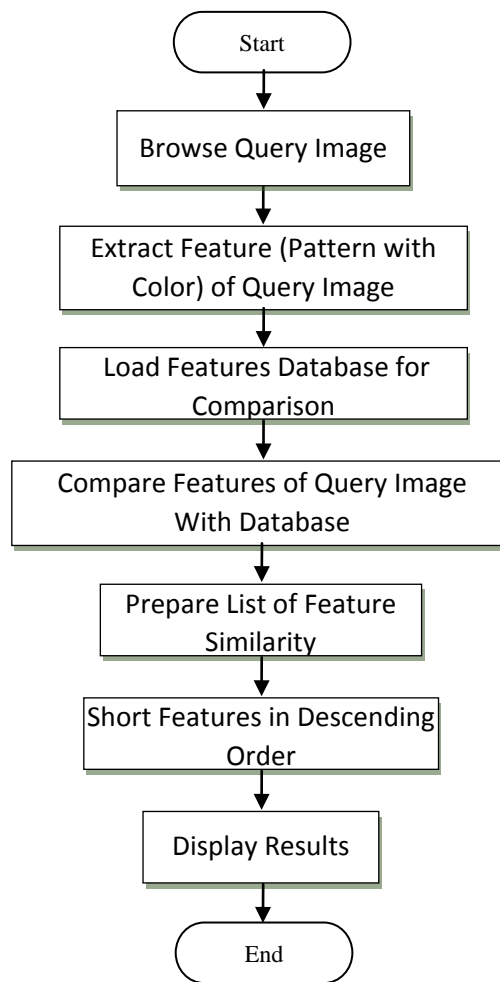 Start
Browse Query Image
Extract Feature (Pattern with
Color) of Query Image
Load Features Database for
Comparison
Compare Features of Query Image
With Database
Prepare List of Feature
Similarity
Short Features in Descending
Order
Display Results
End